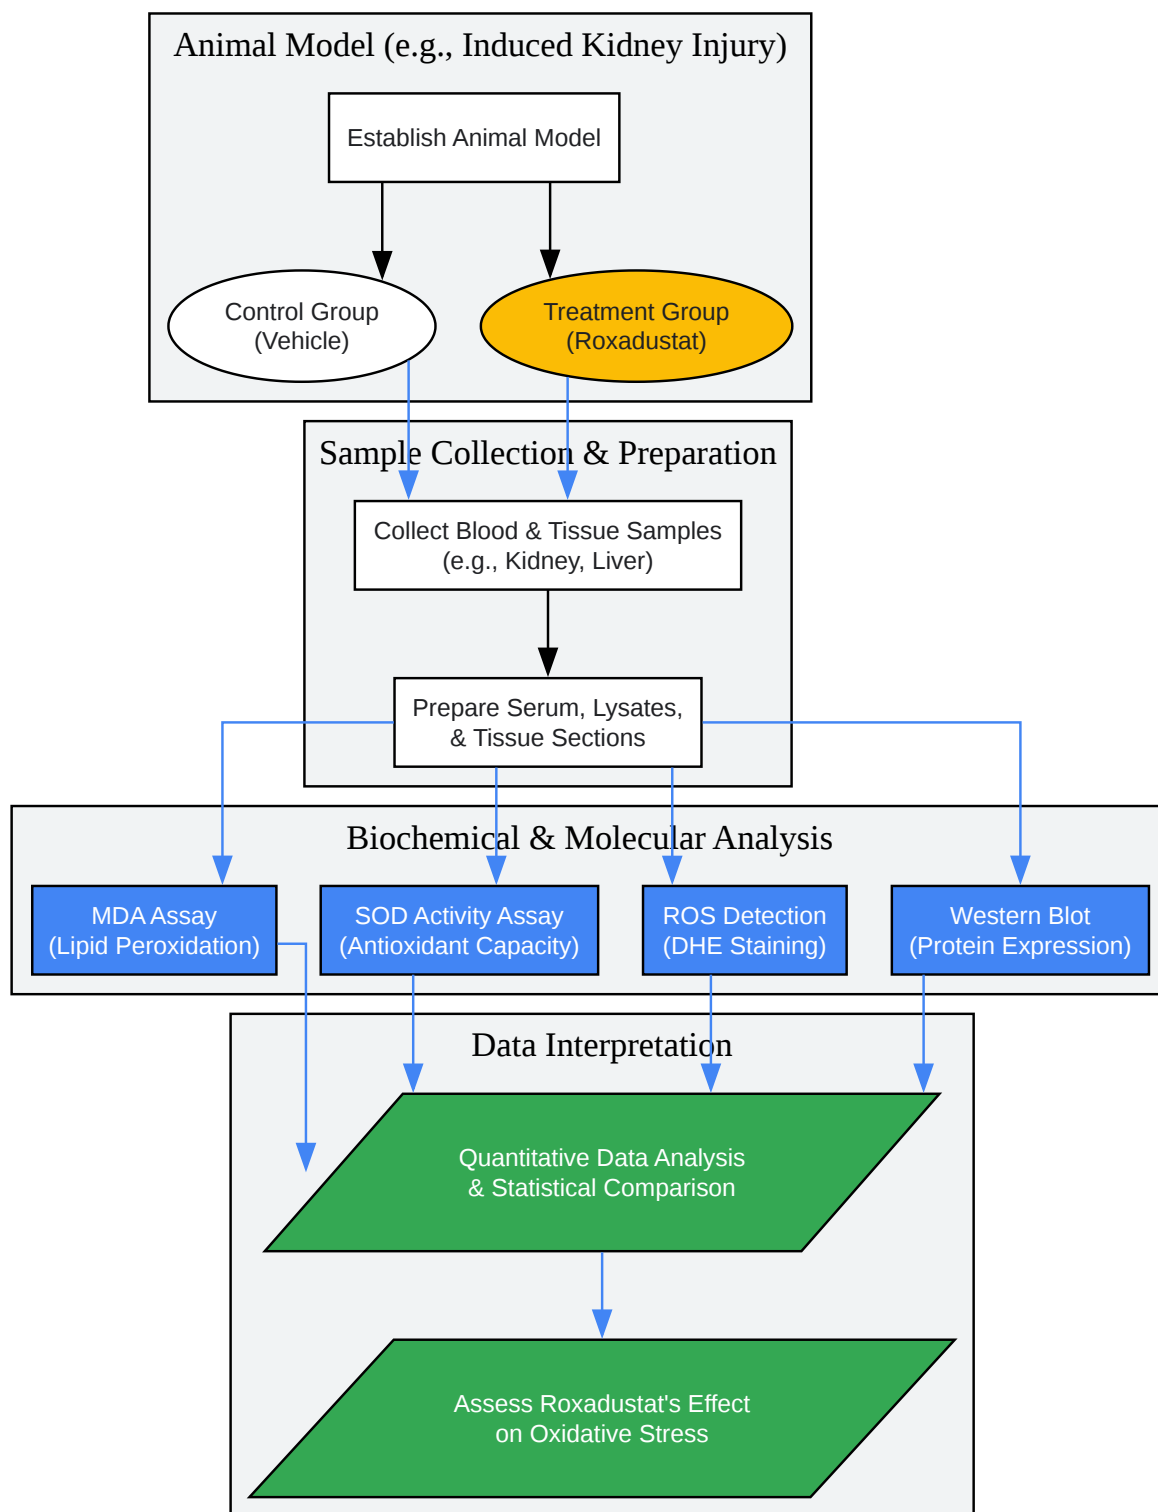 Animal Model (e.g., Induced Kidney Injury)
Establish Animal Model
Control Group
(Vehicle)
Treatment Group
(Roxadustat)
Sample Collection & Preparation
Collect Blood & Tissue Samples
(e.g., Kidney, Liver)
Prepare Serum, Lysates,
& Tissue Sections
Biochemical & Molecular Analysis
MDA Assay
(Lipid Peroxidation)
SOD Activity Assay
(Antioxidant Capacity)
ROS Detection
(DHE Staining)
Western Blot
(Protein Expression)
Data Interpretation
Quantitative Data Analysis
& Statistical Comparison
Assess Roxadustat's Effect
on Oxidative Stress